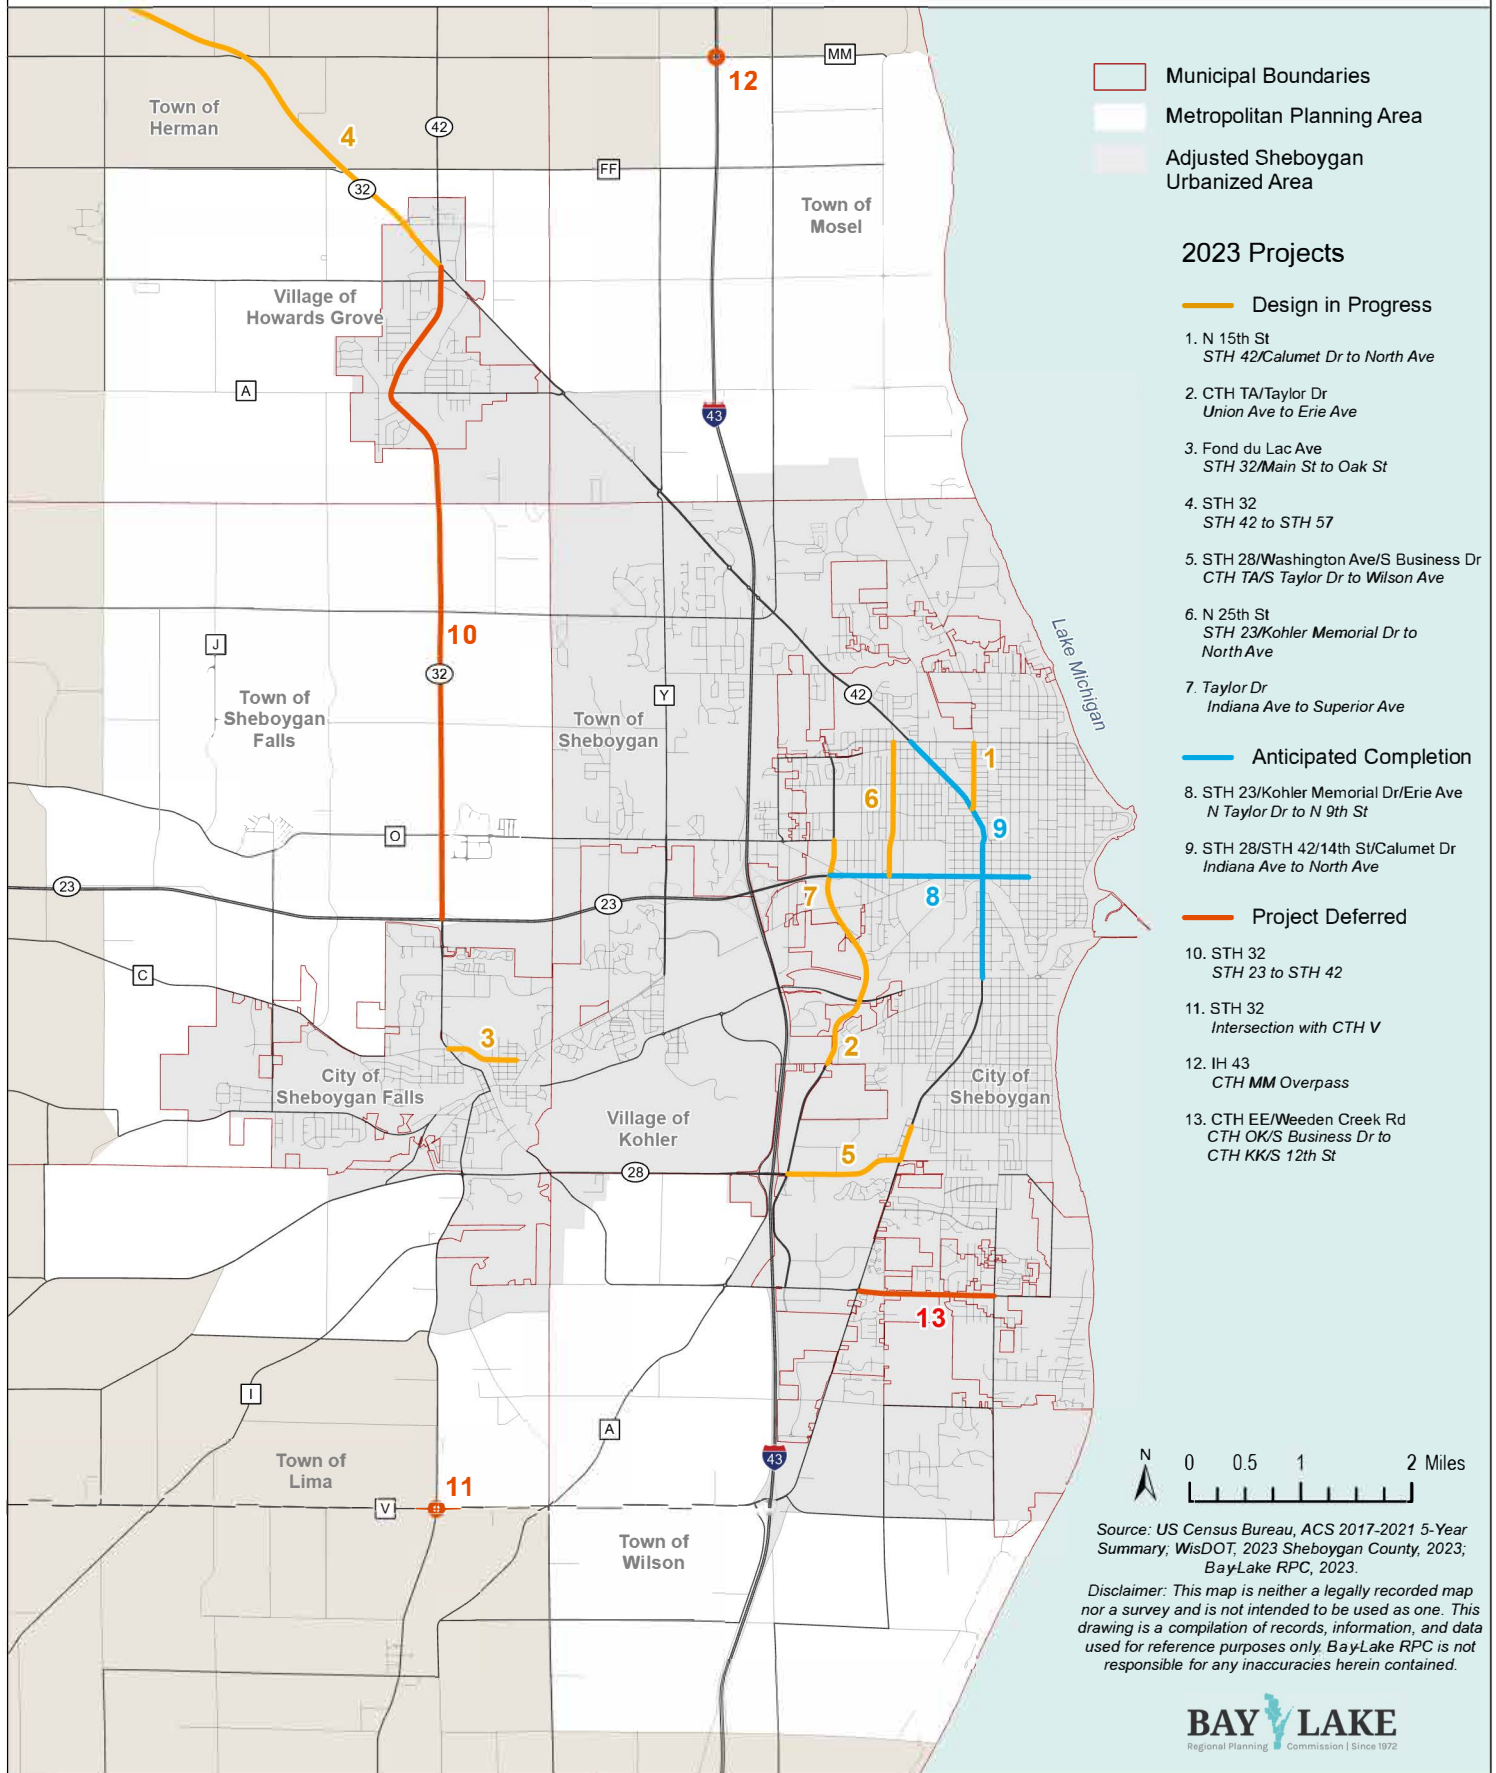 MM
12
Town of
Herman
4
42
FF
32
Town of
Mosel
Village of
Howards Grove
A
43
10
J
32
Town of
Sheboygan
Falls
Town of
Sheboygan
Y
42
Lake Michigan
1
6
9
O
23
23
7
8
C
3
2
City of
Sheboygan Falls
City of
Sheboygan
Village of
Kohler
5
28
13
I
A
Town of
Lima
43
11
V
Town of
Wilson
Municipal Boundaries
Metropolitan Planning Area
Adjusted Sheboygan
Urbanized Area
2023 Projects
Design in Progress
1. N 15th St
STH 42/Calumet Dr to North Ave
2. CTH TA/Taylor Dr
Union Ave to Erie Ave
3. Fond du Lac Ave
STH 32/Main St to Oak St
4. STH 32
STH 42 to STH 57
5. STH 28/Washington Ave/S Business Dr
CTH TA/S Taylor Dr to Wilson Ave
6. N 25th St
STH 23/Kohler Memorial Dr to
North Ave
7. Taylor Dr
Indiana Ave to Superior Ave
Anticipated Completion
8. STH 23/Kohler Memorial Dr/Erie Ave
N Taylor Dr to N 9th St
9. STH 28/STH 42/14th St/Calumet Dr
Indiana Ave to North Ave
Project Deferred
10. STH 32
STH 23 to STH 42
11. STH 32
Intersection with CTH V
12. IH 43
CTH MM Overpass
13. CTH EE/Weeden Creek Rd
CTH OK/S Business Dr to
CTH KK/S 12th St
N
0 0.5 1 2 Miles
Source: US Census Bureau, ACS 2017-2021 5-Year
Summary; WisDOT, 2023 Sheboygan County, 2023;
Bay-Lake RPC, 2023.
Disclaimer: This map is neither a legally recorded map
nor a survey and is not intended to be used as one. This
drawing is a compilation of records, information, and data
used for reference purposes only. Bay-Lake RPC is not
responsible for any inaccuracies herein contained.
BAY LAKE
Regional Planning Commission | Since 1972